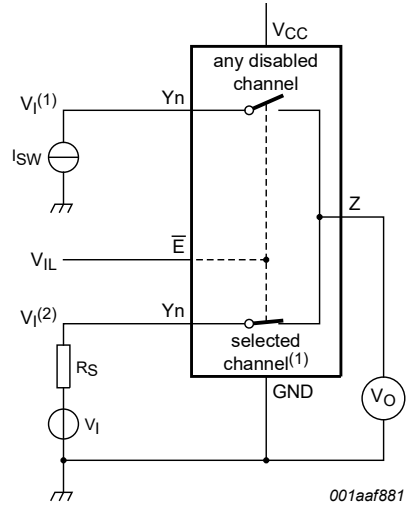 VCC
any disabled
channel
VI(1)
Yn
ISW
Z
E
VIL
VI(2)
Yn
selected
channel(1)
RS
GND
VO
VI
001aaf881